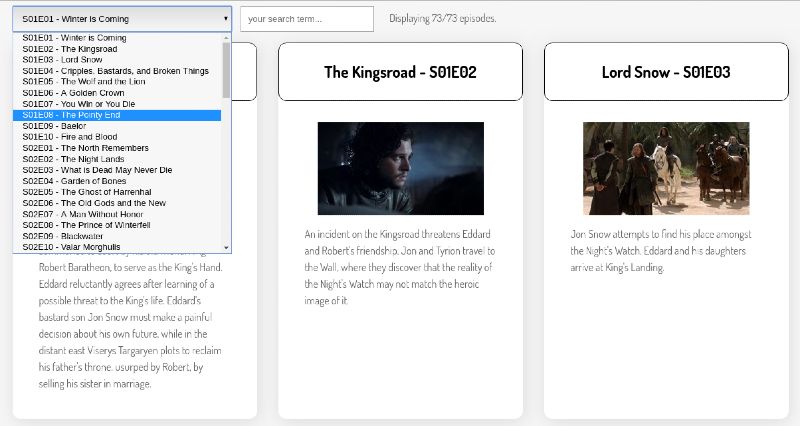 S01E01 - Winter is Coming
your search term...
Displaying 73/73 episodes.
S01E01 - Winter is Coming
S01E02 - The Kingsroad
S01E03 - Lord Snow
S01E04 - Cripples, Bastards, and Broken Things
S01E05 - The Wolf and the Lion
S01E06 - A Golden Crown
S01E07 - You Win or You Die
S01E08 - The Pointy End
S01E09 - Baelor
S01E10 - Fire and Blood
S02E01 - The North Remembers
S02E02 - The Night Lands
S02E03 - What is Dead May Never Die
S02E04 - Garden of Bones
S02E05 - The Ghost of Harrenhal
S02E06 - The Old Gods and the New
S02E07 - A Man Without Honor
S02E08 - The Prince of Winterfell
S02E09 - Blackwater
S02E10 - Valar Morghulis
Robert Baratheon, to serve as the King's Hand.
Eddard reluctantly agrees after learning of a
possible threat to the King's life. Eddard's
bastard son Jon Snow must make a painful
decision about his own future, while in the
distant east Viserys Targaryen plots to reclaim
his father's throne, usurped by Robert, by
selling his sister in marriage.
The Kingsroad - S01E02
An incident on the Kingsroad threatens Eddard
and Robert's friendship. Jon and Tyrion travel to
the Wall, where they discover that the reality of
the Night's Watch may not match the heroic
image of it.
Lord Snow - S01E03
Jon Snow attempts to find his place amongst
the Night's Watch. Eddard and his daughters
arrive at King's Landing.